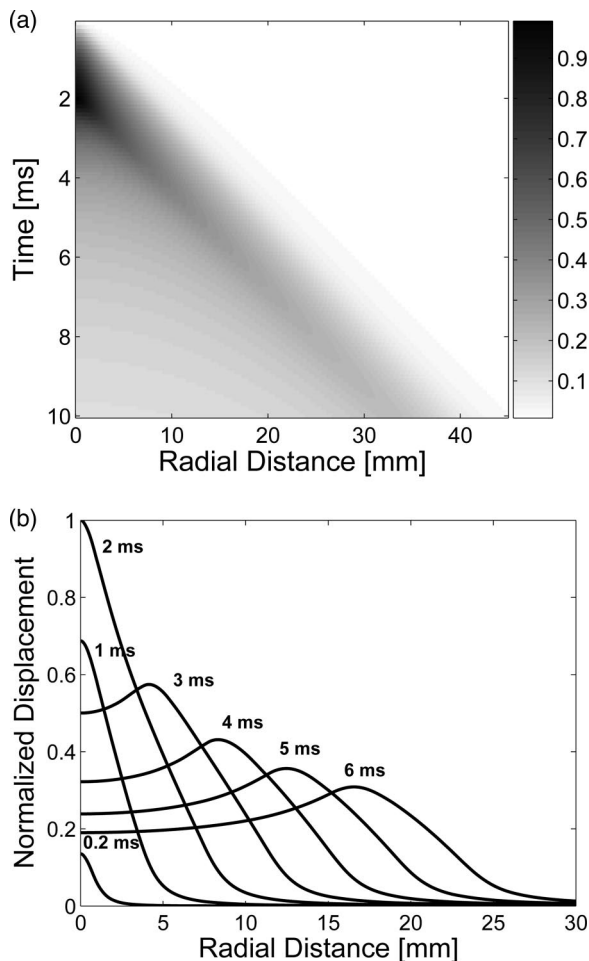 (a)
Time [ms]
2
4
6
8
10
0 10 20 30 40
Radial Distance [mm]
0.9
0.8
0.7
0.6
0.5
0.4
0.3
0.2
0.1
(b)
Normalized Displacement
1
0.8
0.6
0.4
0.2
0
2 ms
1 ms
3 ms
4 ms
5 ms
6 ms
0.2 ms
0 5 10 15 20 25 30
Radial Distance [mm]